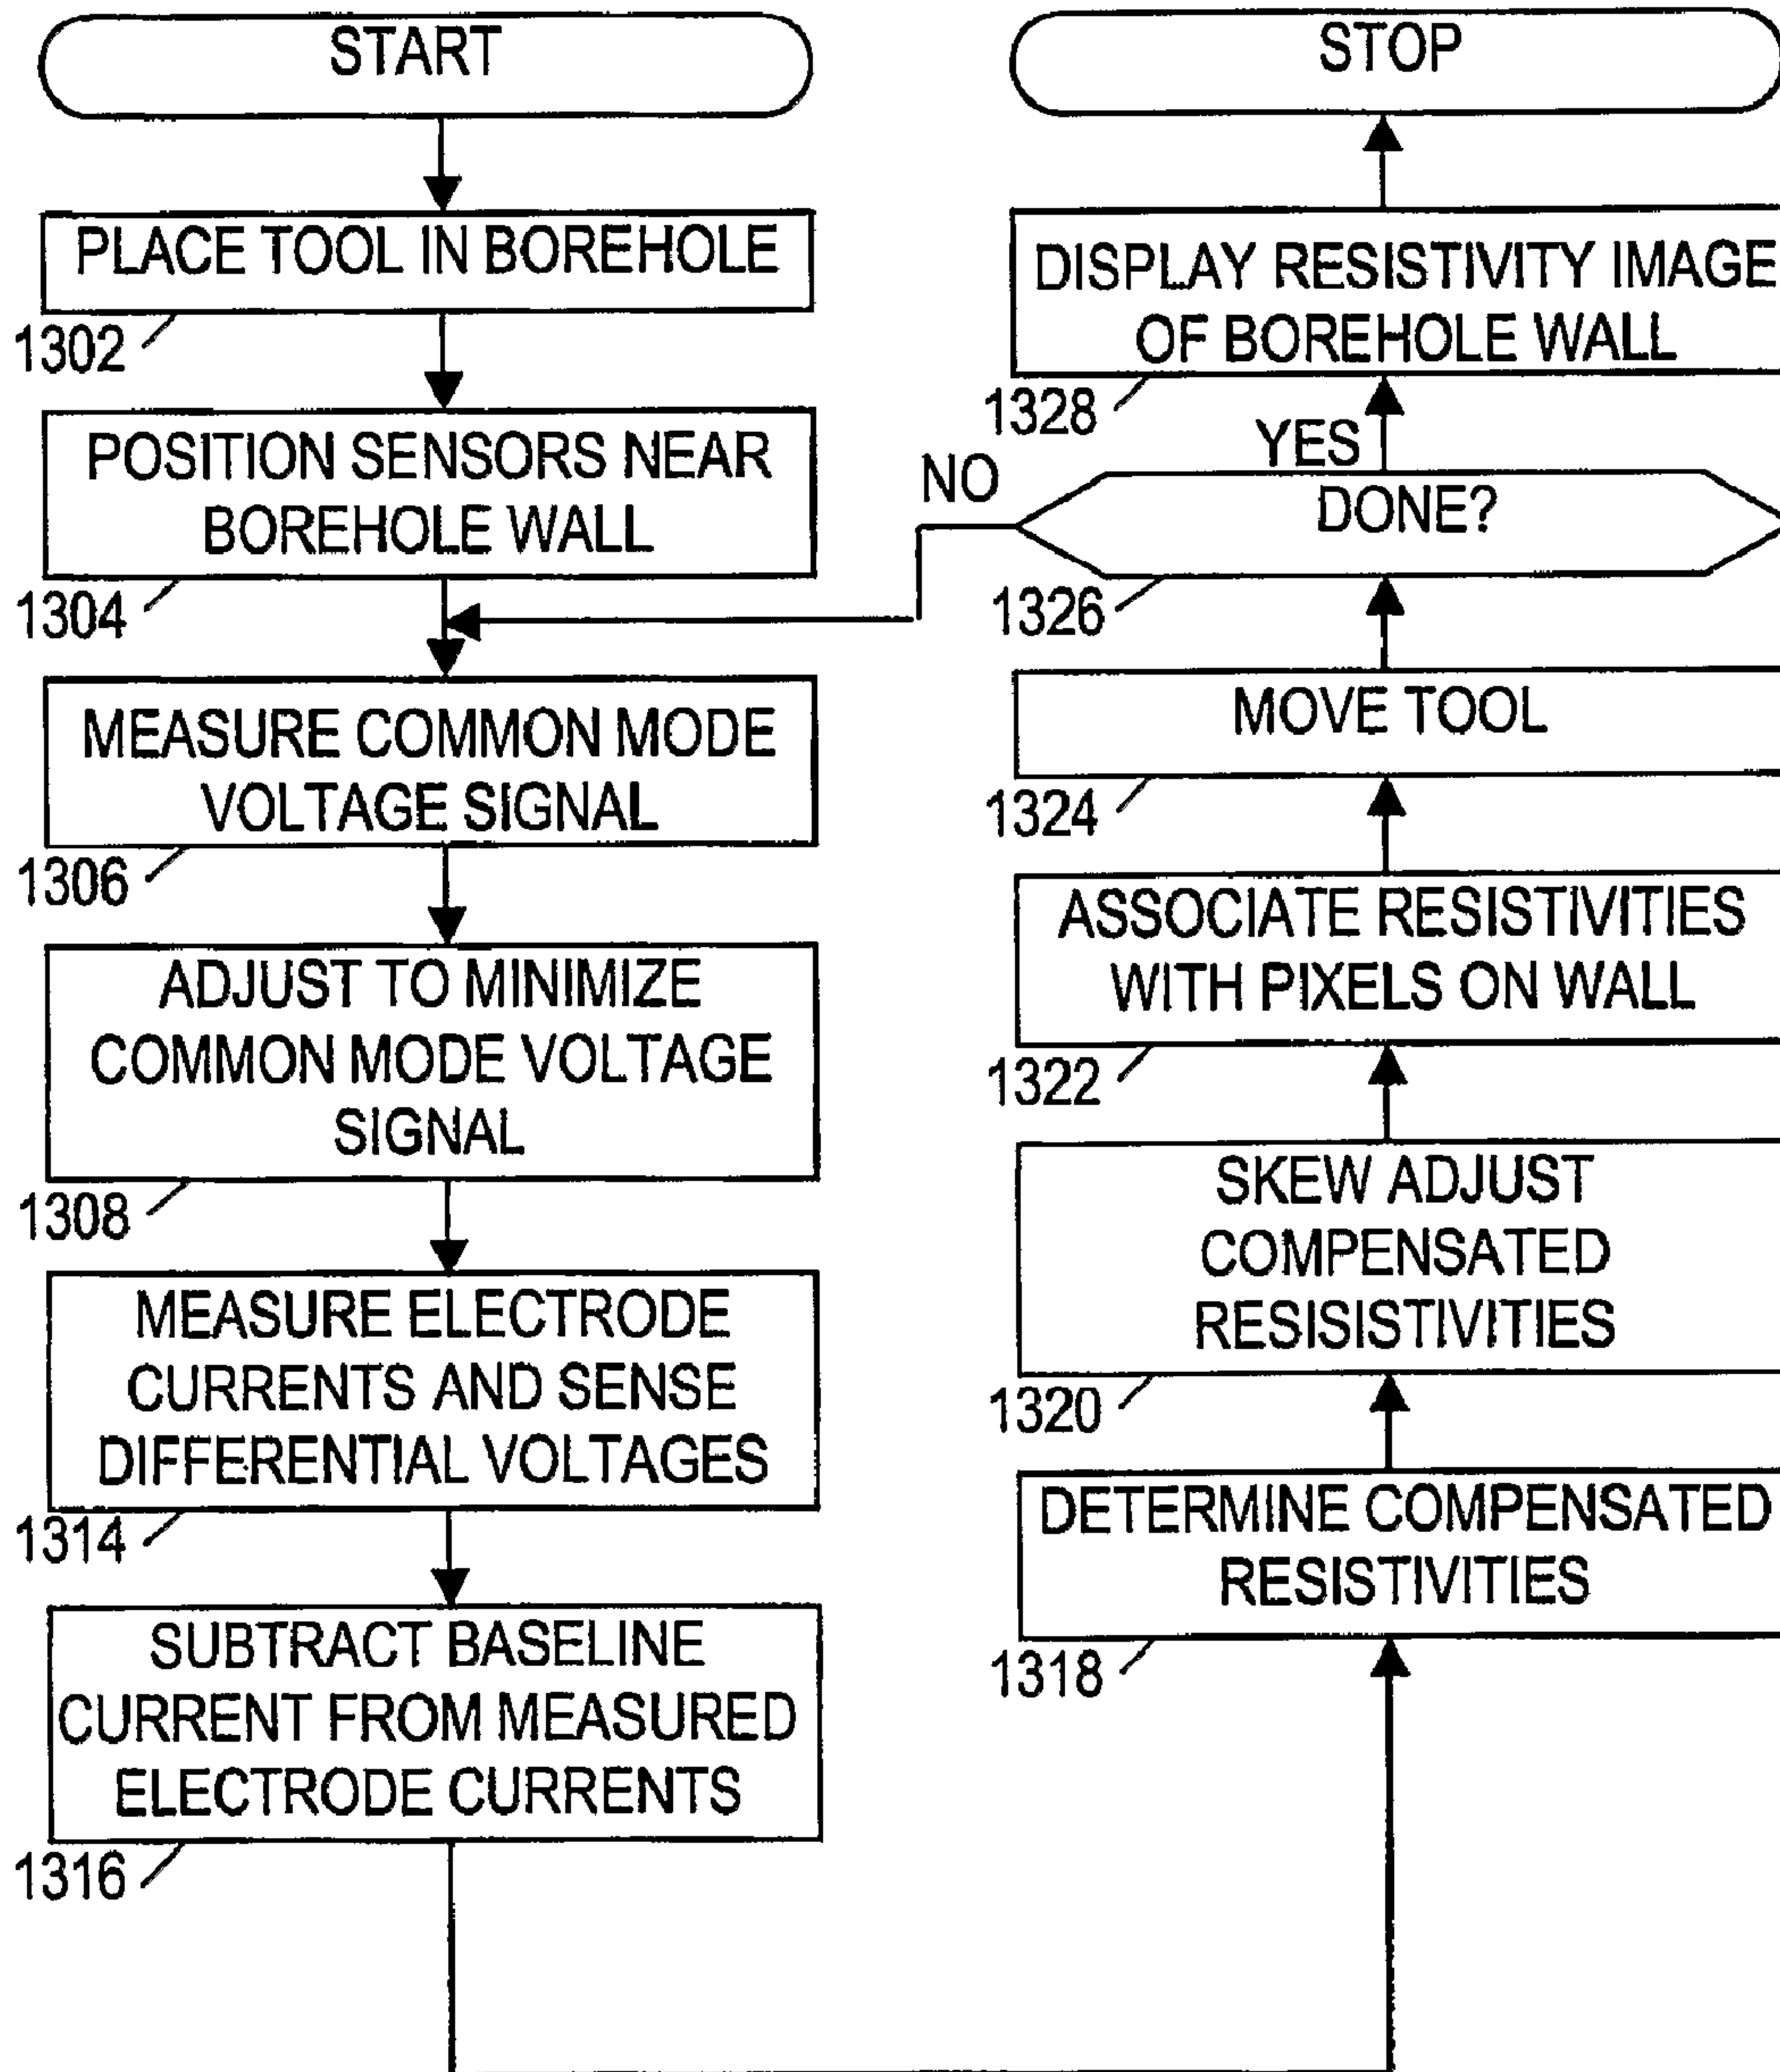 START
PLACE TOOL IN BOREHOLE
1302
POSITION SENSORS NEAR
BOREHOLE WALL
1304
MEASURE COMMON MODE
VOLTAGE SIGNAL
1306
ADJUST TO MINIMIZE
COMMON MODE VOLTAGE
SIGNAL
1308
MEASURE ELECTRODE
CURRENTS AND SENSE
DIFFERENTIAL VOLTAGES
1314
SUBTRACT BASELINE
CURRENT FROM MEASURED
ELECTRODE CURRENTS
1316
STOP
DISPLAY RESISTIVITY IMAGE
OF BOREHOLE WALL
1328
YES
NO
DONE?
1326
MOVE TOOL
1324
ASSOCIATE RESISTIVITIES
WITH PIXELS ON WALL
1322
SKEW ADJUST
COMPENSATED
RESISISTIVITIES
1320
DETERMINE COMPENSATED
RESISTIVITIES
1318